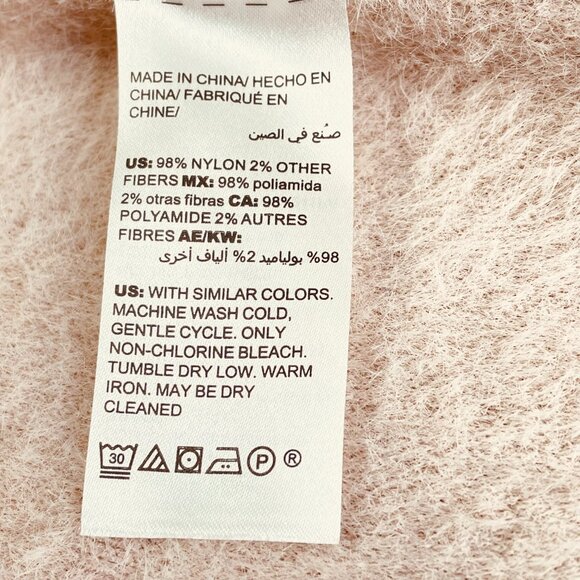 MADE IN CHINA/ HECHO EN
CHINA/ FABRIQUÉ EN
CHINE/
صُنع في الصين
US: 98% NYLON 2% OTHER
FIBERS MX: 98% poliamida
2% otras fibras CA: 98%
POLYAMIDE 2% AUTRES
FIBRES AE/KW:
98% بولياميد 2% ألياف أخرى
US: WITH SIMILAR COLORS.
MACHINE WASH COLD,
GENTLE CYCLE. ONLY
NON-CHLORINE BLEACH.
TUMBLE DRY LOW. WARM
IRON. MAY BE DRY
CLEANED
30 P ®